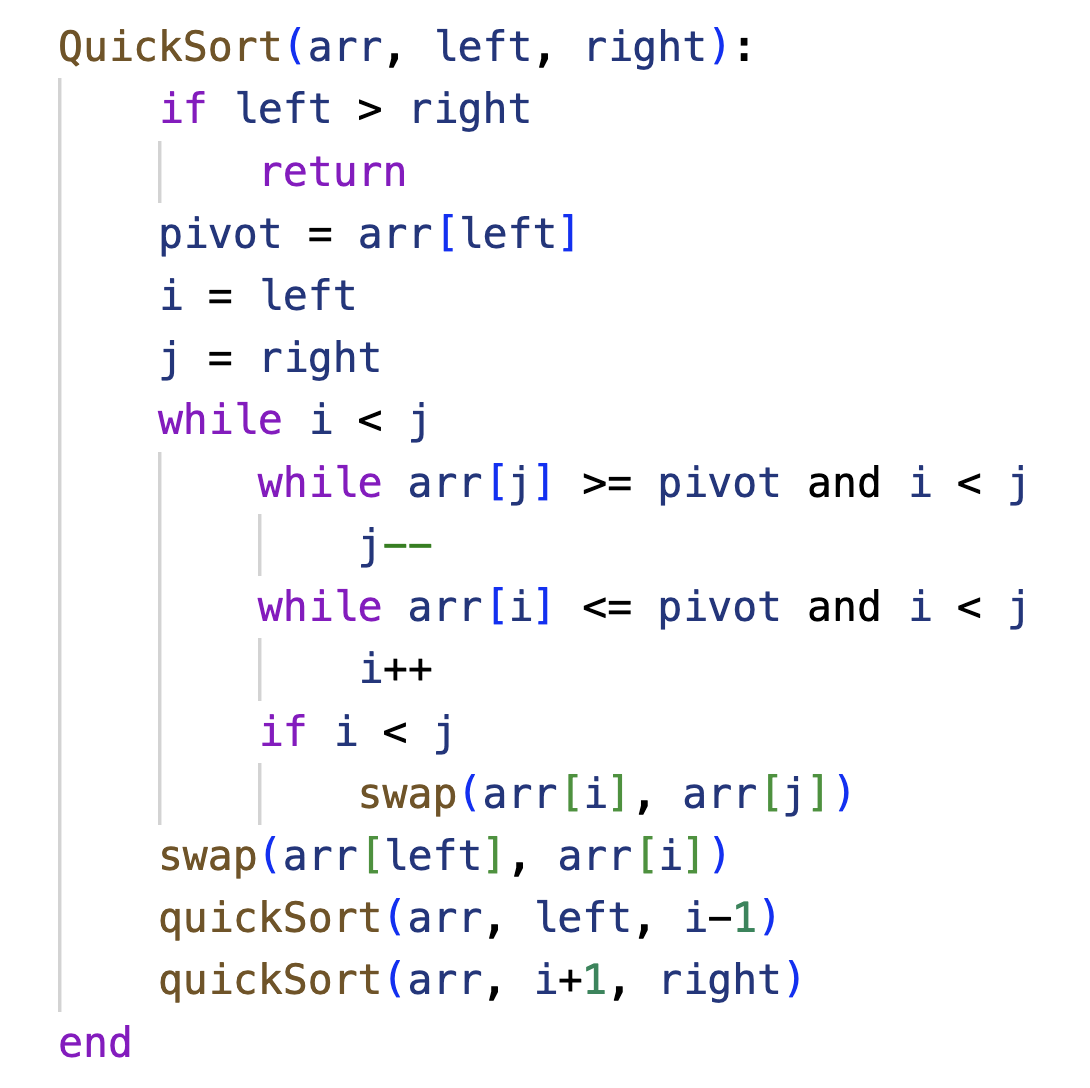 QuickSort(arr, left, right):
    if left > right
        return
    pivot = arr[left]
    i = left
    j = right
    while i < j
        while arr[j] >= pivot and i < j
            j--
        while arr[i] <= pivot and i < j
            i++
        if i < j
            swap(arr[i], arr[j])
    swap(arr[left], arr[i])
    quickSort(arr, left, i-1)
    quickSort(arr, i+1, right)
end